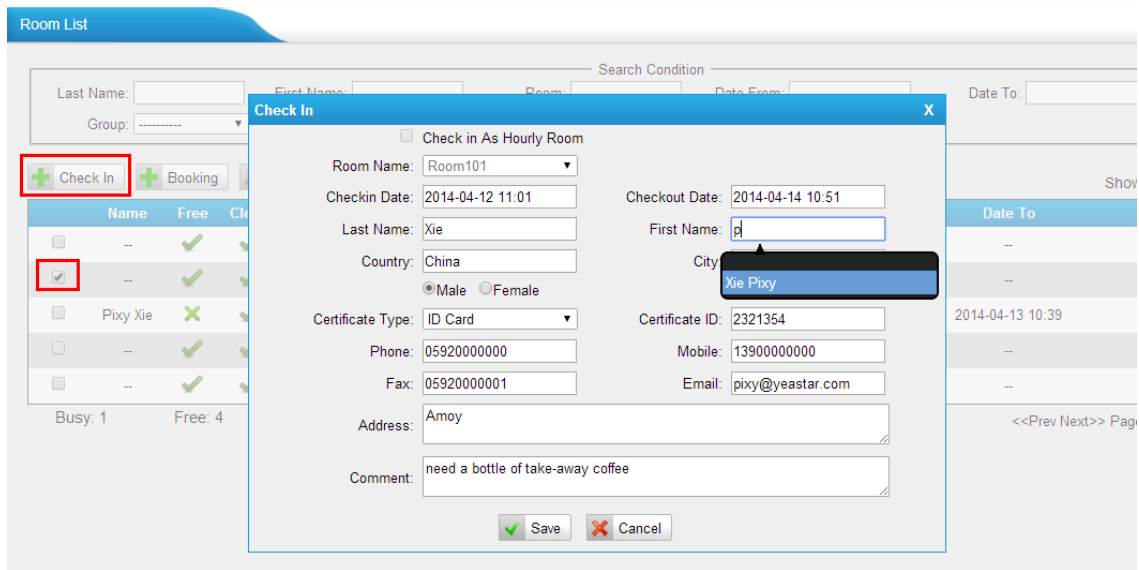 Room List
Search Condition
Last Name: First Name: Room: Date From: Date To:
Group: ----------
Check In
X
Check in As Hourly Room
Room Name: Room101
Check In Booking
Show
Checkin Date: 2014-04-12 11:01 Checkout Date: 2014-04-14 10:51
Name Free Cle Date To
Last Name: Xie First Name: p
--
--
Country: China City:
Xie Pixy
--
--
Male Female
Pixy Xie 2014-04-13 10:39
Certificate Type: ID Card Certificate ID: 2321354
Phone: 05920000000 Mobile: 13900000000
--
--
Fax: 05920000001 Email: pixy@yeastar.com
--
--
Busy: 1 Free: 4 <<Prev Next>> Page
Address: Amoy
Comment: need a bottle of take-away coffee
Save Cancel